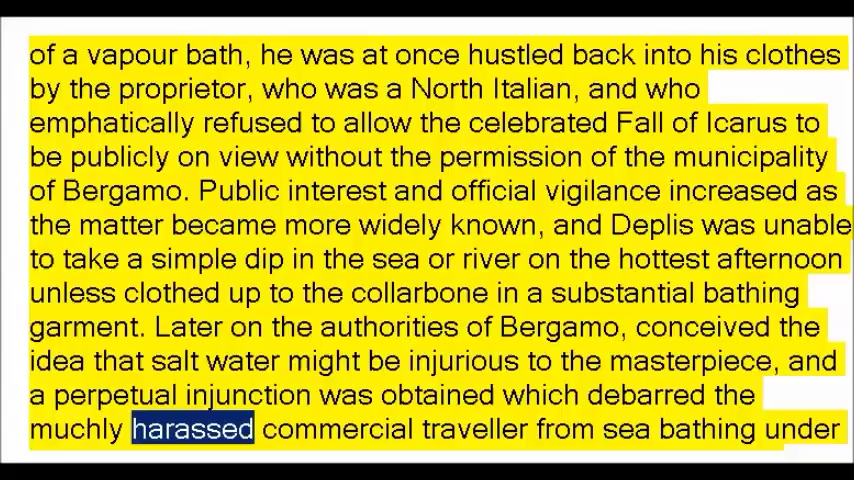 of a vapour bath, he was at once hustled back into his clothes
by the proprietor, who was a North Italian, and who
emphatically refused to allow the celebrated Fall of Icarus to
be publicly on view without the permission of the municipality
of Bergamo. Public interest and official vigilance increased as
the matter became more widely known, and Deplis was unable
to take a simple dip in the sea or river on the hottest afternoon
unless clothed up to the collarbone in a substantial bathing
garment. Later on the authorities of Bergamo, conceived the
idea that salt water might be injurious to the masterpiece, and
a perpetual injunction was obtained which debarred the
muchly harassed commercial traveller from sea bathing under